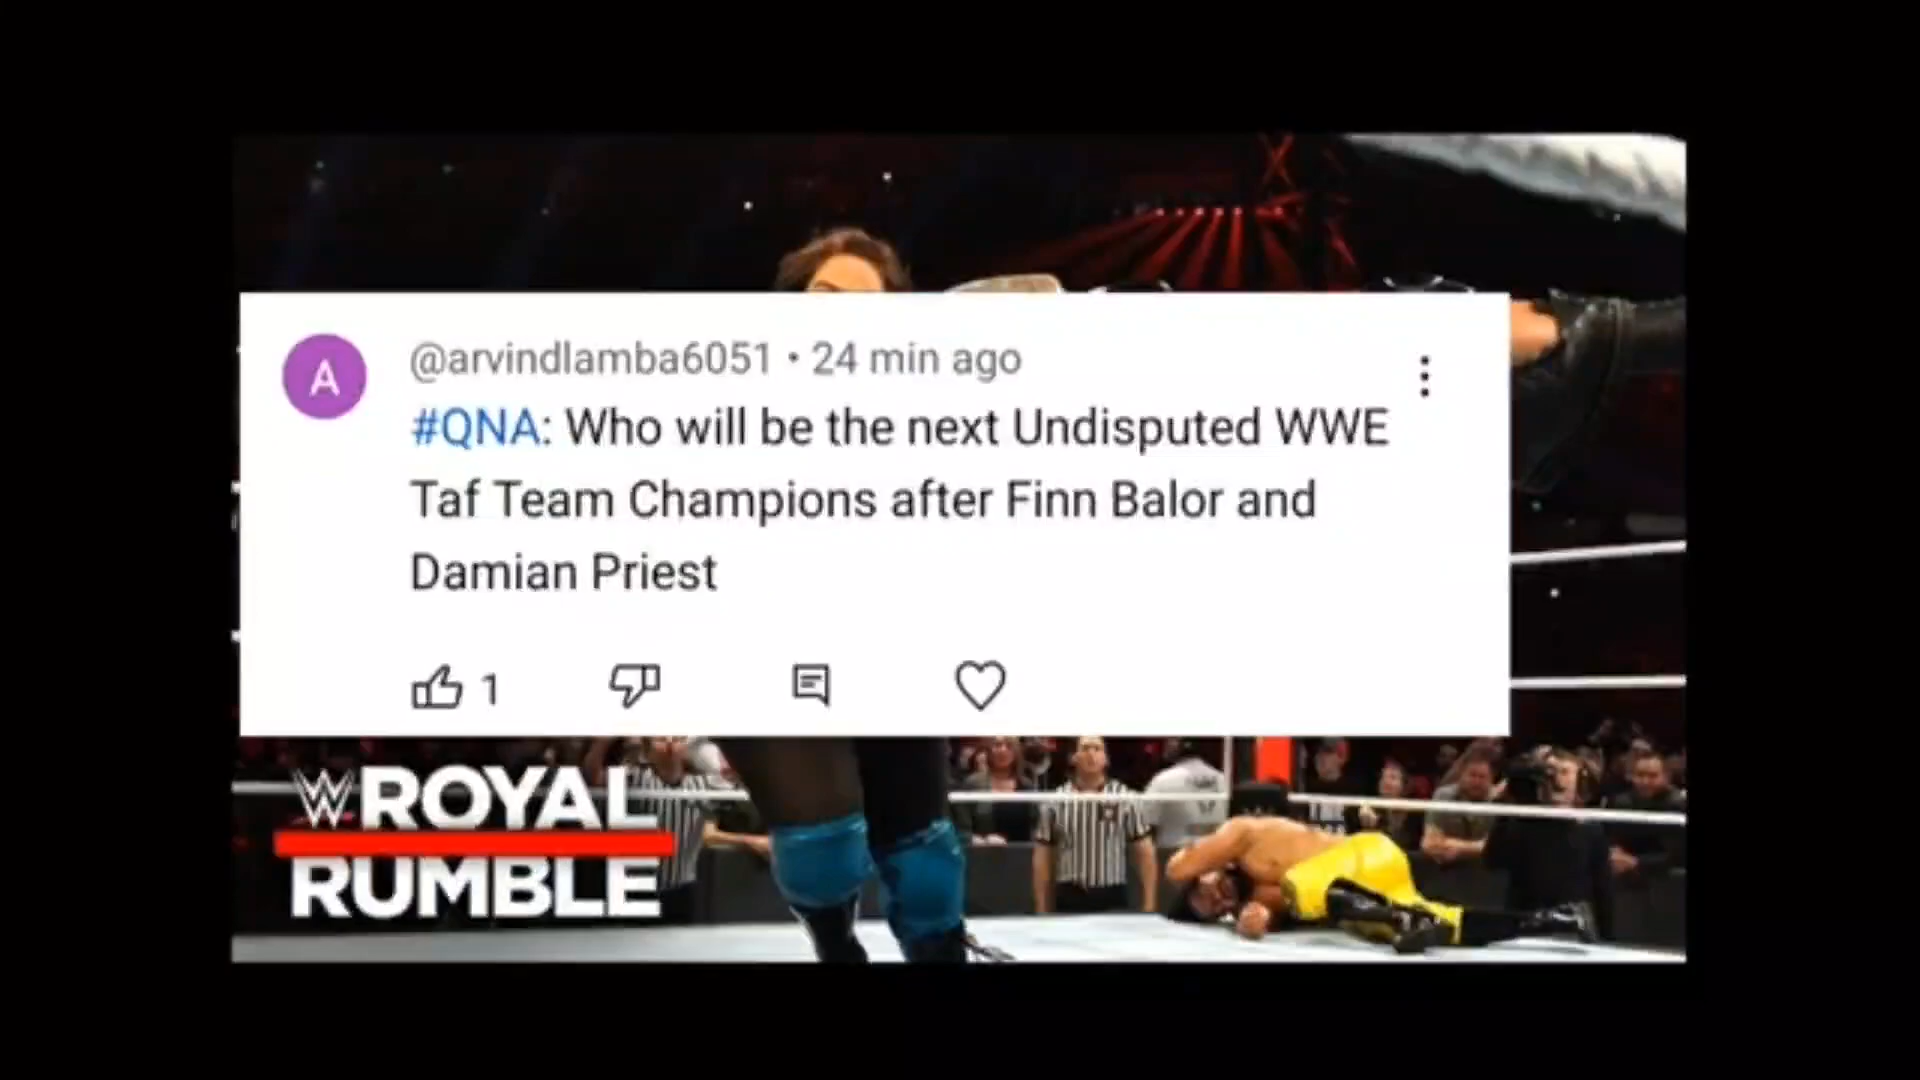 A
@arvindlamba6051 • 24 min ago
#QNA: Who will be the next Undisputed WWE
Taf Team Champions after Finn Balor and
Damian Priest
1
W ROYAL
RUMBLE